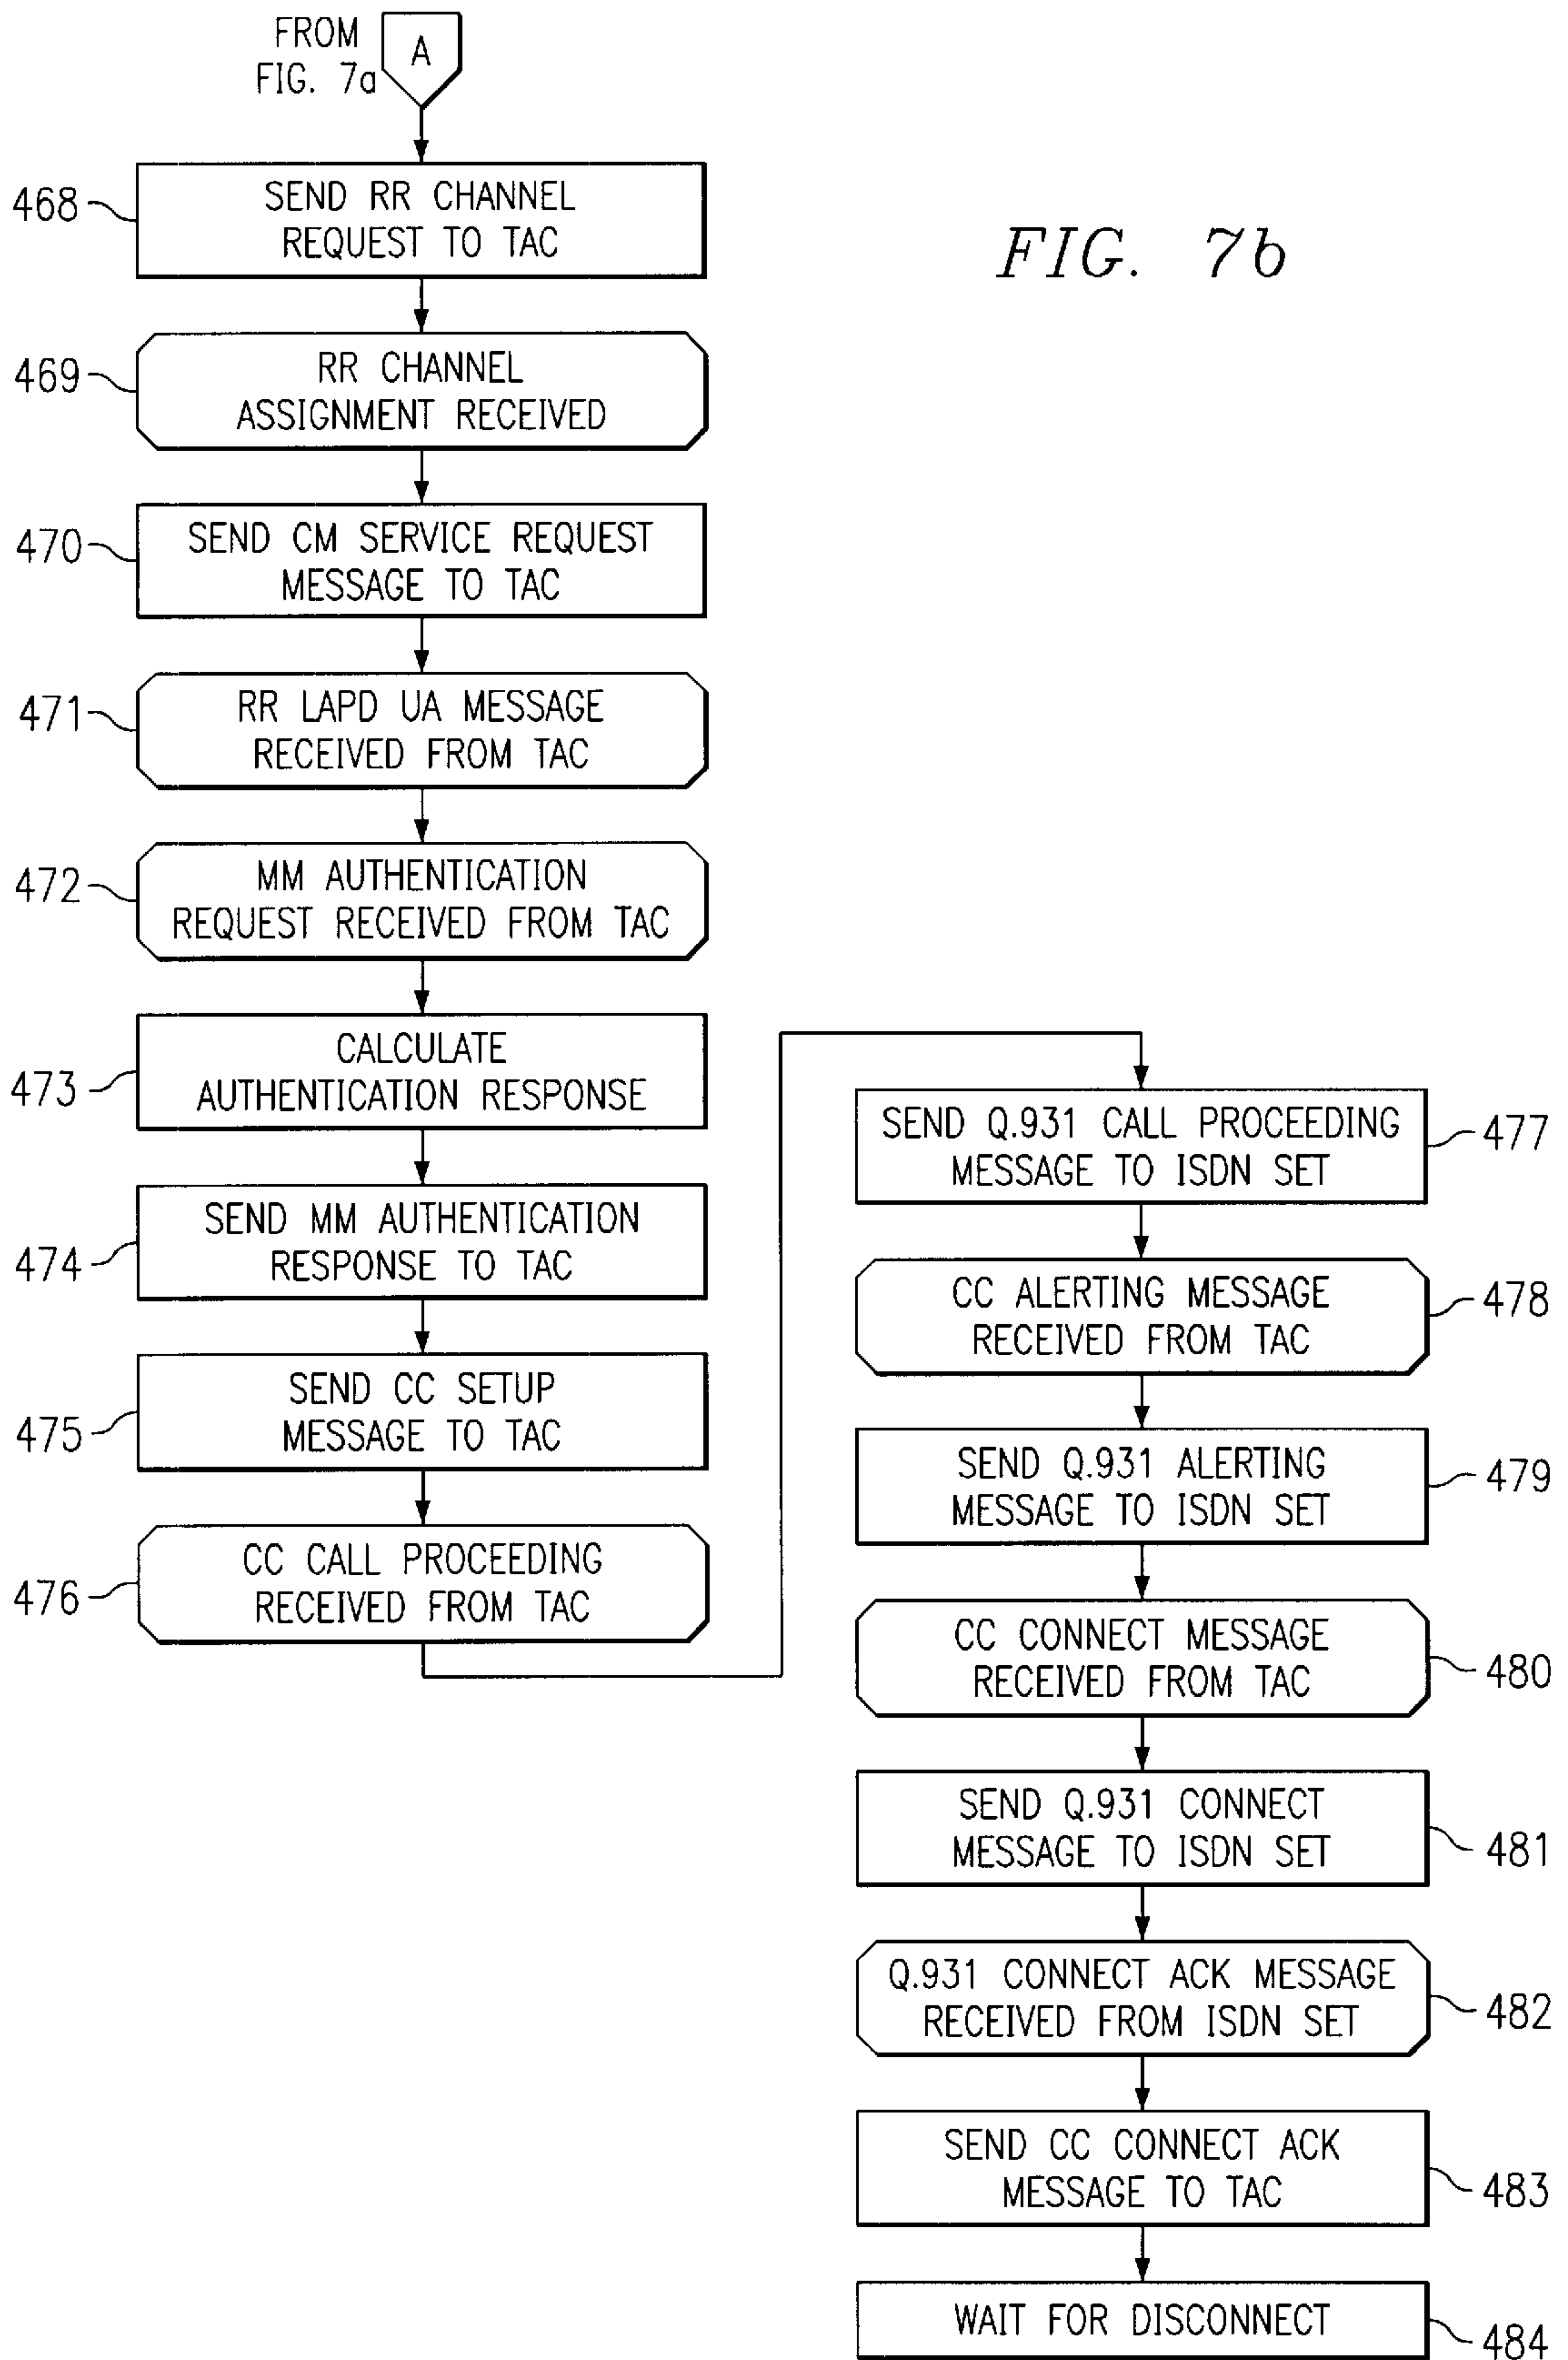 FROM
FIG. 7a
A
468
SEND RR CHANNEL
REQUEST TO TAC
FIG. 7b
469
RR CHANNEL
ASSIGNMENT RECEIVED
470
SEND CM SERVICE REQUEST
MESSAGE TO TAC
471
RR LAPD UA MESSAGE
RECEIVED FROM TAC
472
MM AUTHENTICATION
REQUEST RECEIVED FROM TAC
473
CALCULATE
AUTHENTICATION RESPONSE
474
SEND MM AUTHENTICATION
RESPONSE TO TAC
475
SEND CC SETUP
MESSAGE TO TAC
476
CC CALL PROCEEDING
RECEIVED FROM TAC
SEND Q.931 CALL PROCEEDING
MESSAGE TO ISDN SET
477
CC ALERTING MESSAGE
RECEIVED FROM TAC
478
SEND Q.931 ALERTING
MESSAGE TO ISDN SET
479
CC CONNECT MESSAGE
RECEIVED FROM TAC
480
SEND Q.931 CONNECT
MESSAGE TO ISDN SET
481
Q.931 CONNECT ACK MESSAGE
RECEIVED FROM ISDN SET
482
SEND CC CONNECT ACK
MESSAGE TO TAC
483
WAIT FOR DISCONNECT
484